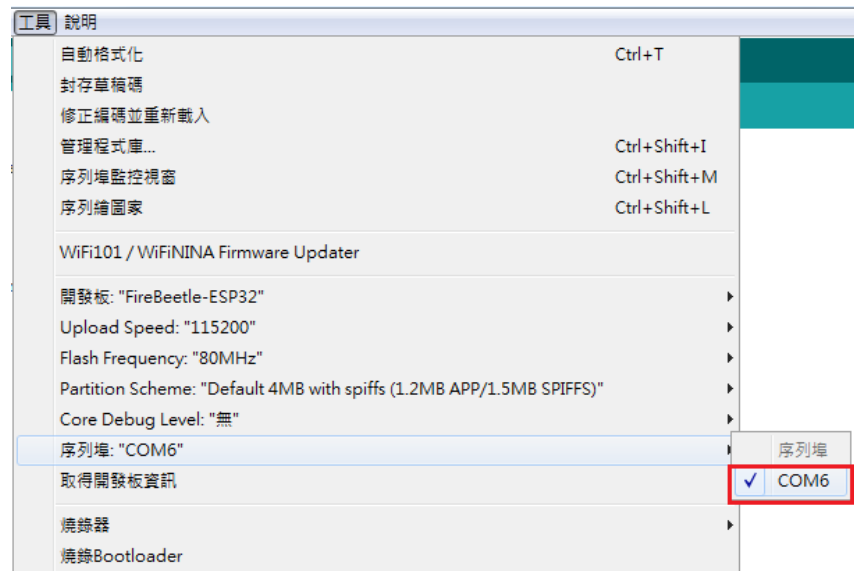 工具 說明
自動格式化 Ctrl+T
封存草稿碼
修正編碼並重新載入
管理程式庫... Ctrl+Shift+I
序列埠監控視窗 Ctrl+Shift+M
序列繪圖家 Ctrl+Shift+L
WiFi101 / WiFiNINA Firmware Updater
開發板: "FireBeetle-ESP32"
Upload Speed: "115200"
Flash Frequency: "80MHz"
Partition Scheme: "Default 4MB with spiffs (1.2MB APP/1.5MB SPIFFS)"
Core Debug Level: "無"
序列埠: "COM6" 序列埠
取得開發板資訊 COM6
燒錄器
燒錄Bootloader